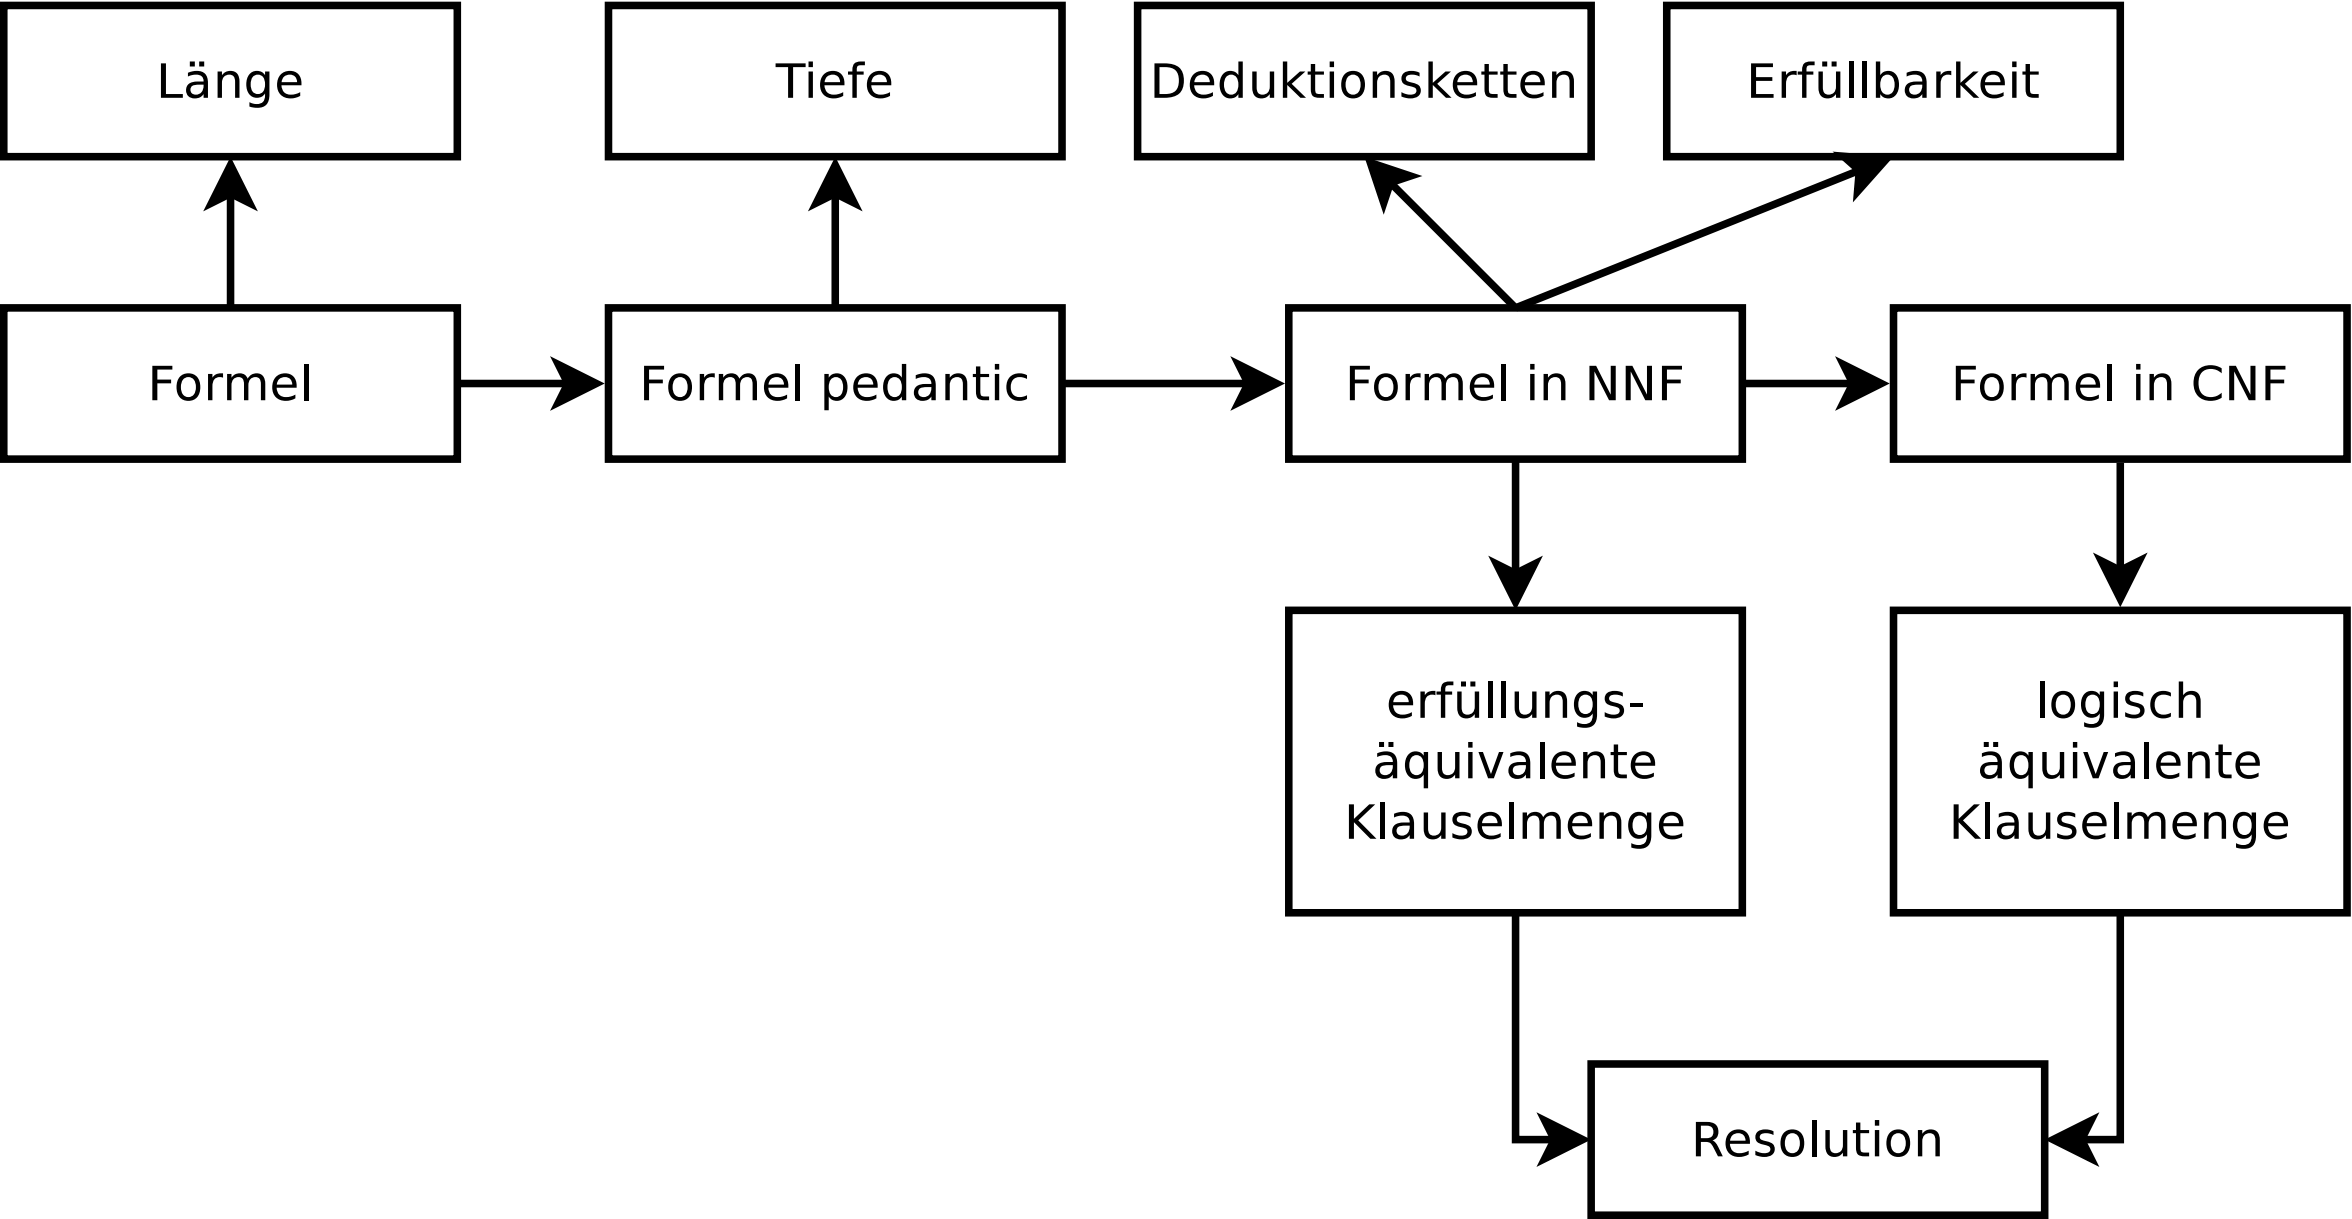 Länge
Tiefe
Deduktionsketten
Erfüllbarkeit
Formel
Formel pedantic
Formel in NNF
Formel in CNF
erfüllungs-
äquivalente
Klauselmenge
logisch
äquivalente
Klauselmenge
Resolution